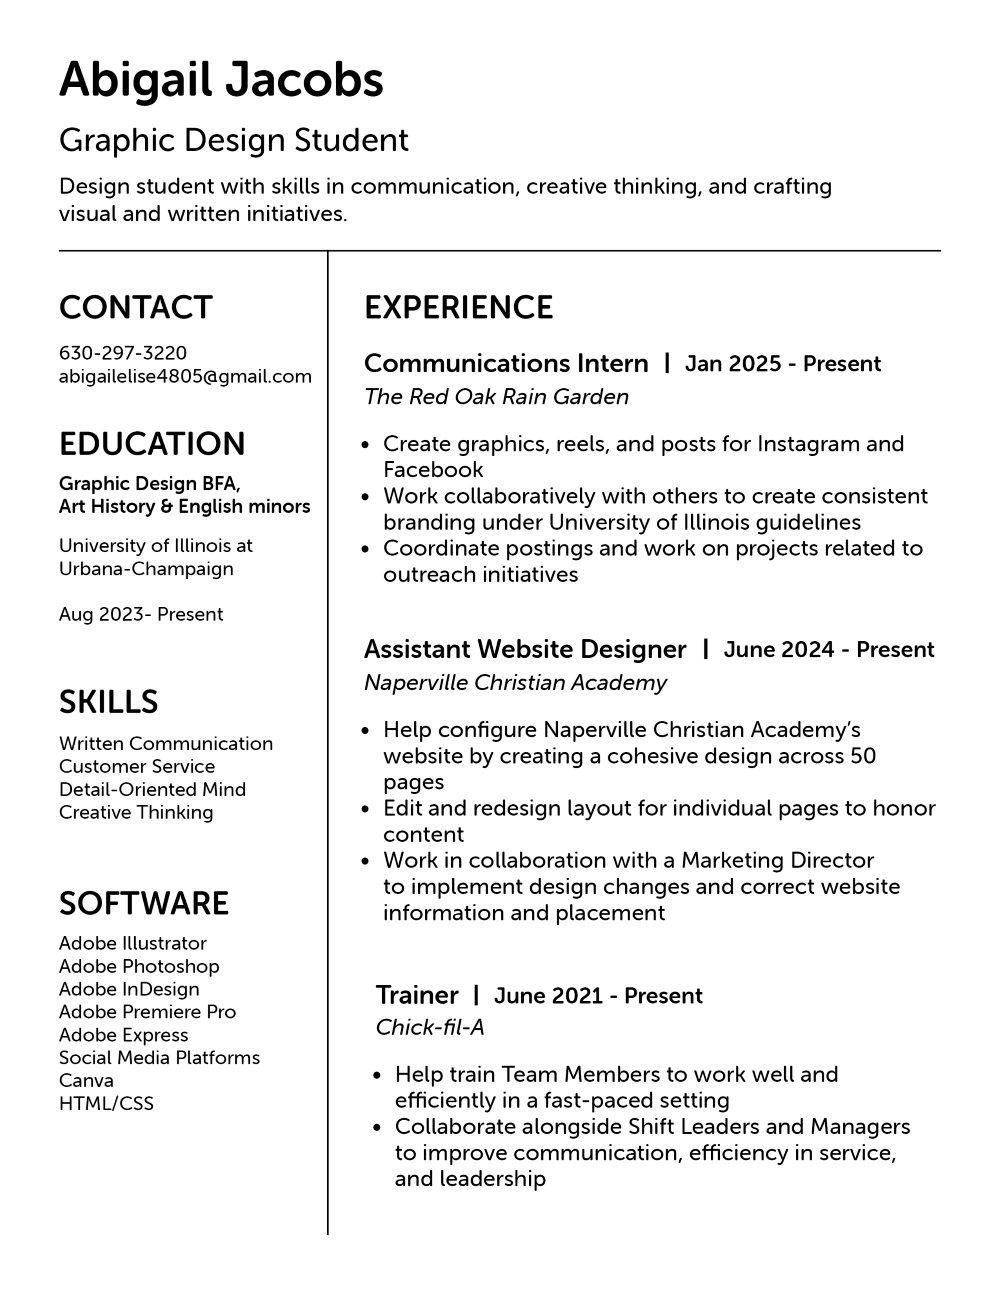 Abigail Jacobs
Graphic Design Student
Design student with skills in communication, creative thinking, and crafting
visual and written initiatives.
CONTACT
630-297-3220
abigailelise4805@gmail.com
EDUCATION
Graphic Design BFA,
Art History & English minors
University of Illinois at
Urbana-Champaign
Aug 2023- Present
SKILLS
Written Communication
Customer Service
Detail-Oriented Mind
Creative Thinking
SOFTWARE
Adobe Illustrator
Adobe Photoshop
Adobe InDesign
Adobe Premiere Pro
Adobe Express
Social Media Platforms
Canva
HTML/CSS
EXPERIENCE
Communications Intern | Jan 2025 - Present
The Red Oak Rain Garden
• Create graphics, reels, and posts for Instagram and
Facebook
• Work collaboratively with others to create consistent
branding under University of Illinois guidelines
• Coordinate postings and work on projects related to
outreach initiatives
Assistant Website Designer | June 2024 - Present
Naperville Christian Academy
• Help configure Naperville Christian Academy’s
website by creating a cohesive design across 50
pages
• Edit and redesign layout for individual pages to honor
content
• Work in collaboration with a Marketing Director
to implement design changes and correct website
information and placement
Trainer | June 2021 - Present
Chick-fil-A
• Help train Team Members to work well and
efficiently in a fast-paced setting
• Collaborate alongside Shift Leaders and Managers
to improve communication, efficiency in service,
and leadership